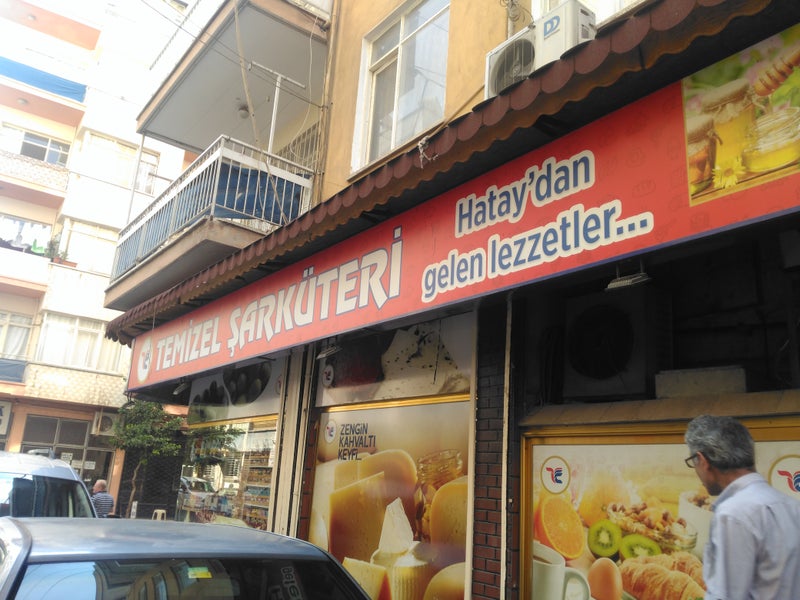 TEMİZEL ŞARKÜTERİ
Hatay'dan
gelen lezzetler...
ZENGİN
KAHVALTI
KEYFİ...